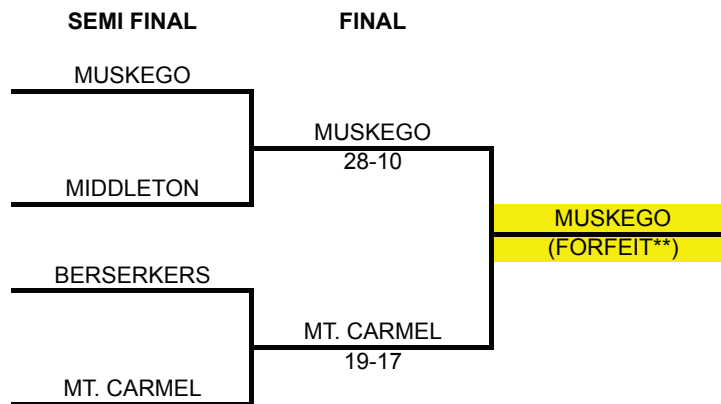 SEMI FINAL FINAL
MUSKEGO
MUSKEGO
28-10
MIDDLETON
MUSKEGO
(FORFEIT**)
BERSERKERS
MT. CARMEL
19-17
MT. CARMEL